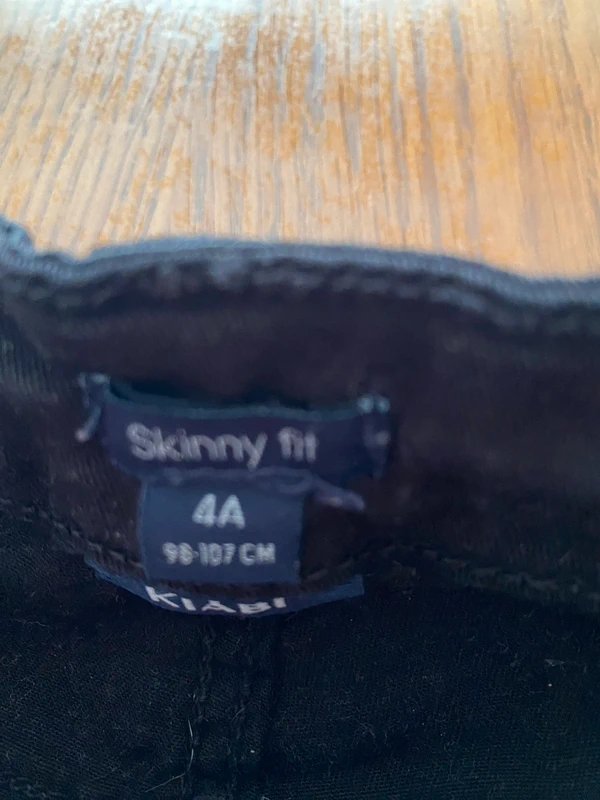 Skinny fit
4A
98-107 CM
KIABI